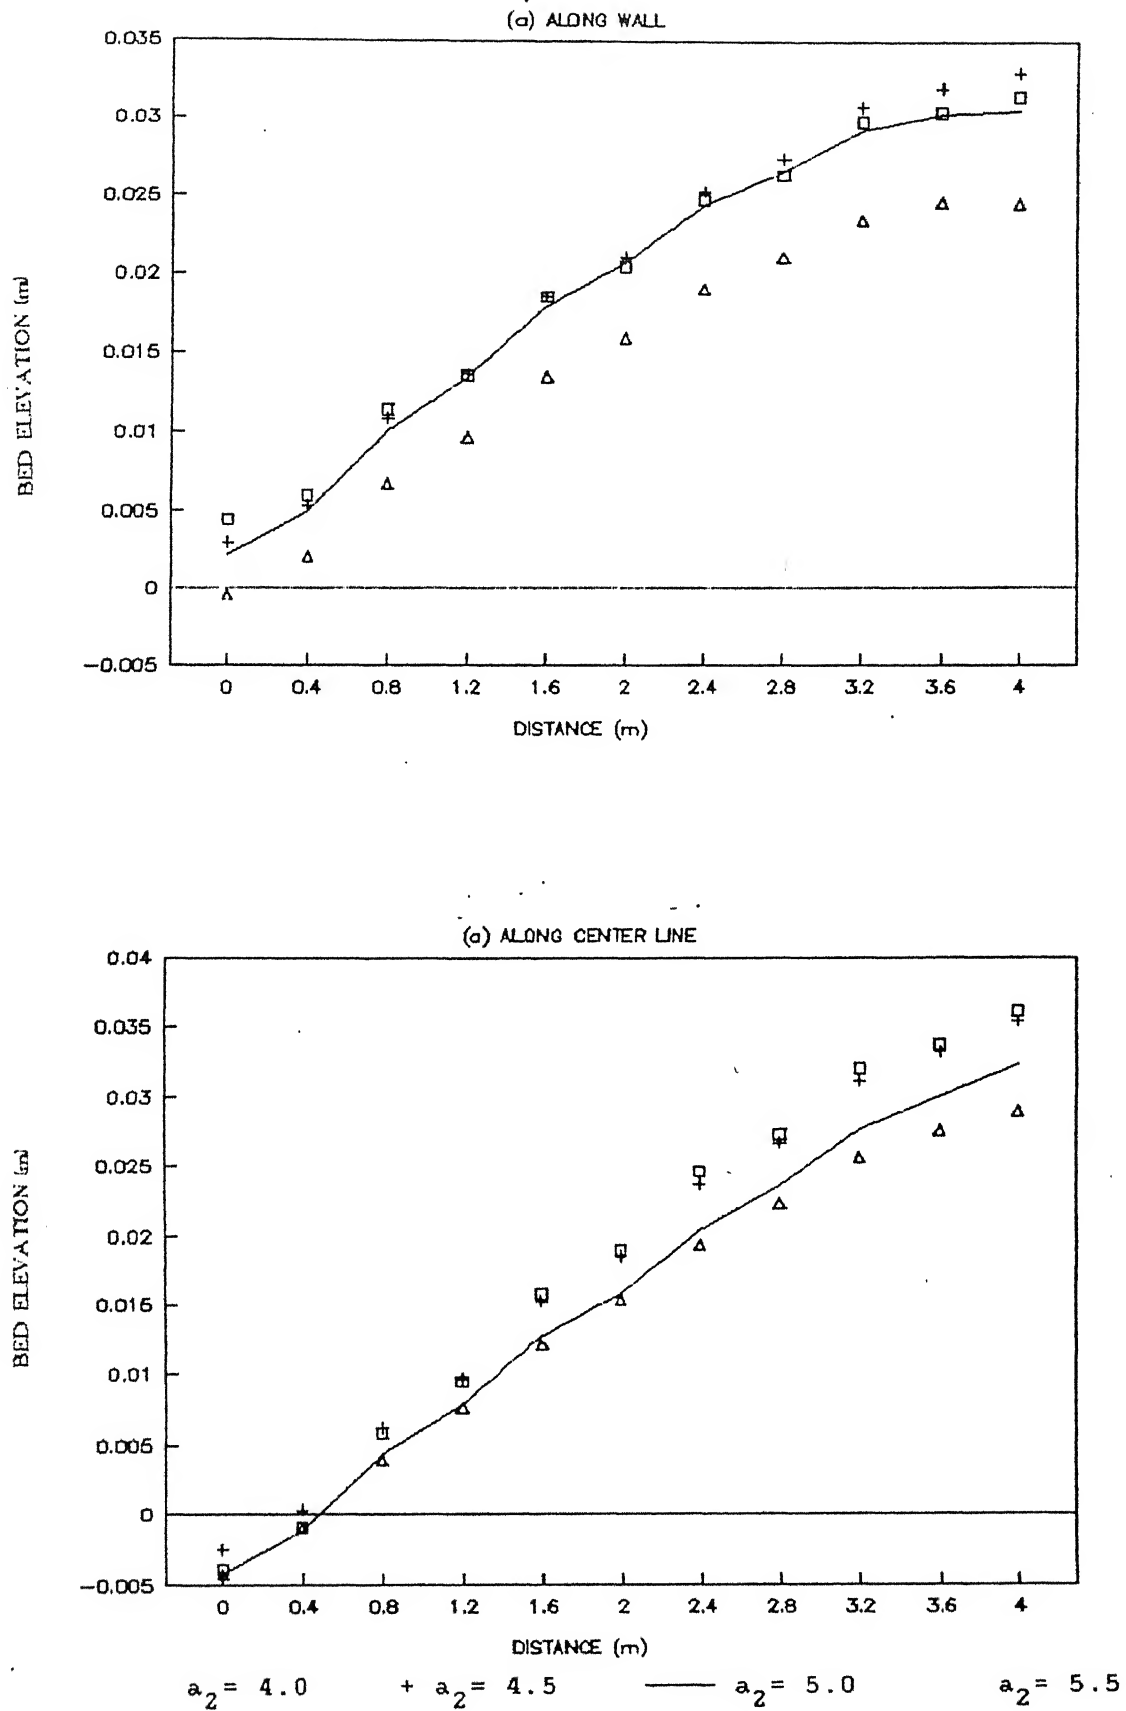 (a) ALONG WALL
0.035
0.03
0.025
0.02
0.015
0.01
0.005
0
-0.005
BED ELEVATION (m)
0 0.4 0.8 1.2 1.6 2 2.4 2.8 3.2 3.6 4
DISTANCE (m)
(a) ALONG CENTER LINE
0.04
0.035
0.03
0.025
0.02
0.015
0.01
0.005
0
-0.005
BED ELEVATION (m)
0 0.4 0.8 1.2 1.6 2 2.4 2.8 3.2 3.6 4
DISTANCE (m)
a2= 4.0 + a2= 4.5 —— a2= 5.0 a2= 5.5